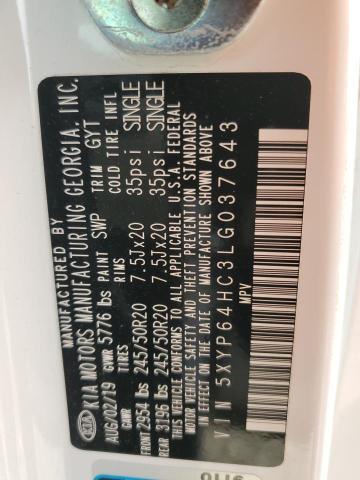 MANUFACTURED BY
KIA KIA MOTORS MANUFACTURING GEORGIA. INC.
AUG/02/19 GVWR 5776 lbs PAINT SWP TRIM GYT
GAWR TIRES RIMS COLD TIRE INFL
FRONT 2954 lbs 245/50R20 7.5Jx20 35psi SINGLE
REAR 3196 lbs 245/50R20 7.5Jx20 35psi SINGLE
THIS VEHICLE CONFORMS TO ALL APPLICABLE U.S.A. FEDERAL
MOTOR VEHICLE SAFETY AND THEFT PREVENTION STANDARDS
IN EFFECT ON THE DATE OF MANUFACTURE SHOWN ABOVE
VIN 5XYP64HC3LG037643
MPV